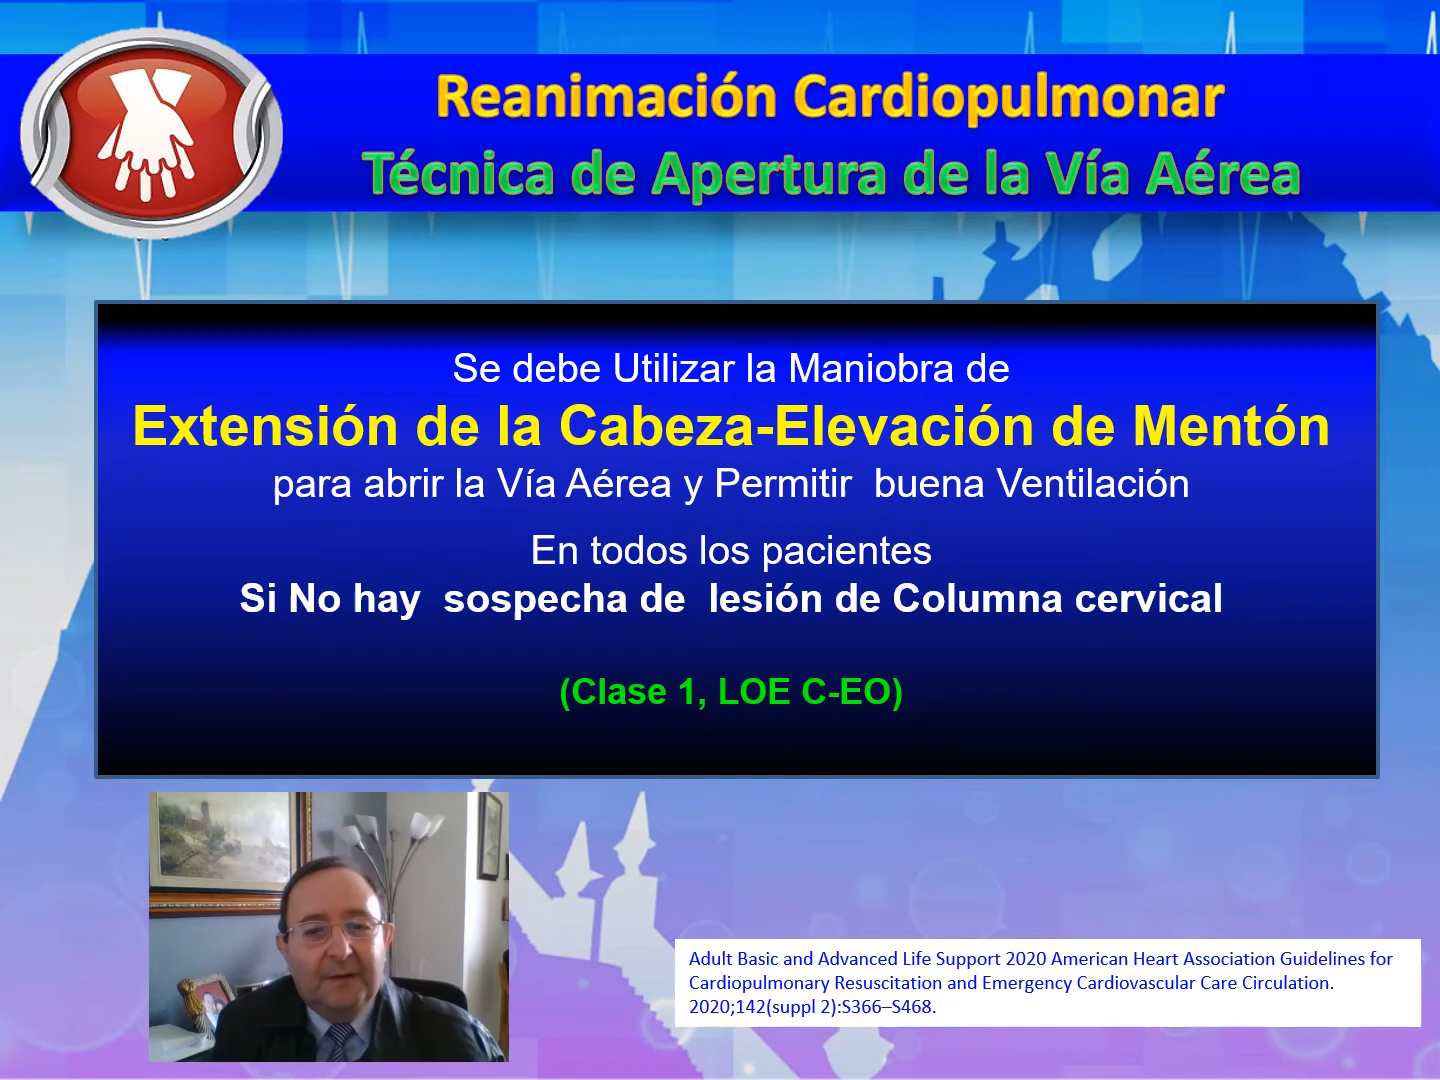 Reanimación Cardiopulmonar
Técnica de Apertura de la Vía Aérea
Se debe Utilizar la Maniobra de
Extensión de la Cabeza-Elevación de Mentón
para abrir la Vía Aérea y Permitir  buena Ventilación
En todos los pacientes
Si No hay  sospecha de  lesión de Columna cervical
(Clase 1, LOE C-EO)
Adult Basic and Advanced Life Support 2020 American Heart Association Guidelines for
Cardiopulmonary Resuscitation and Emergency Cardiovascular Care Circulation.
2020;142(suppl 2):S366–S468.